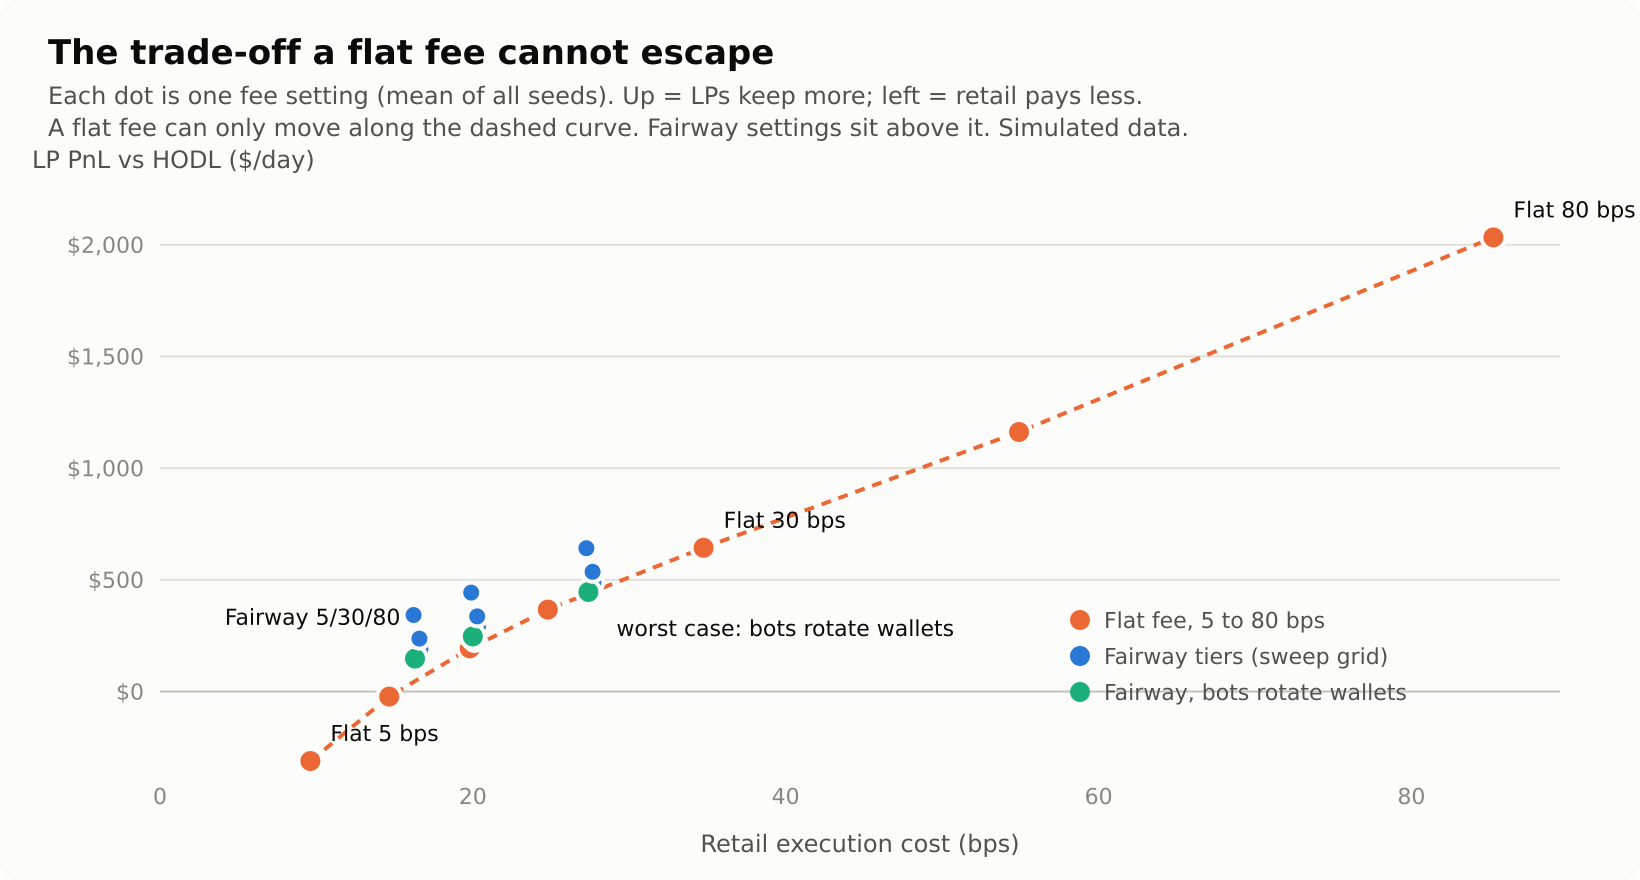 The trade-off a flat fee cannot escape
Each dot is one fee setting (mean of all seeds). Up = LPs keep more; left = retail pays less.
A flat fee can only move along the dashed curve. Fairway settings sit above it. Simulated data.
LP PnL vs HODL ($/day)
Flat 80 bps
$2,000
$1,500
$1,000
Flat 30 bps
$500
Fairway 5/30/80
worst case: bots rotate wallets
Flat fee, 5 to 80 bps
Fairway tiers (sweep grid)
$0
Fairway, bots rotate wallets
Flat 5 bps
0 20 40 60 80
Retail execution cost (bps)